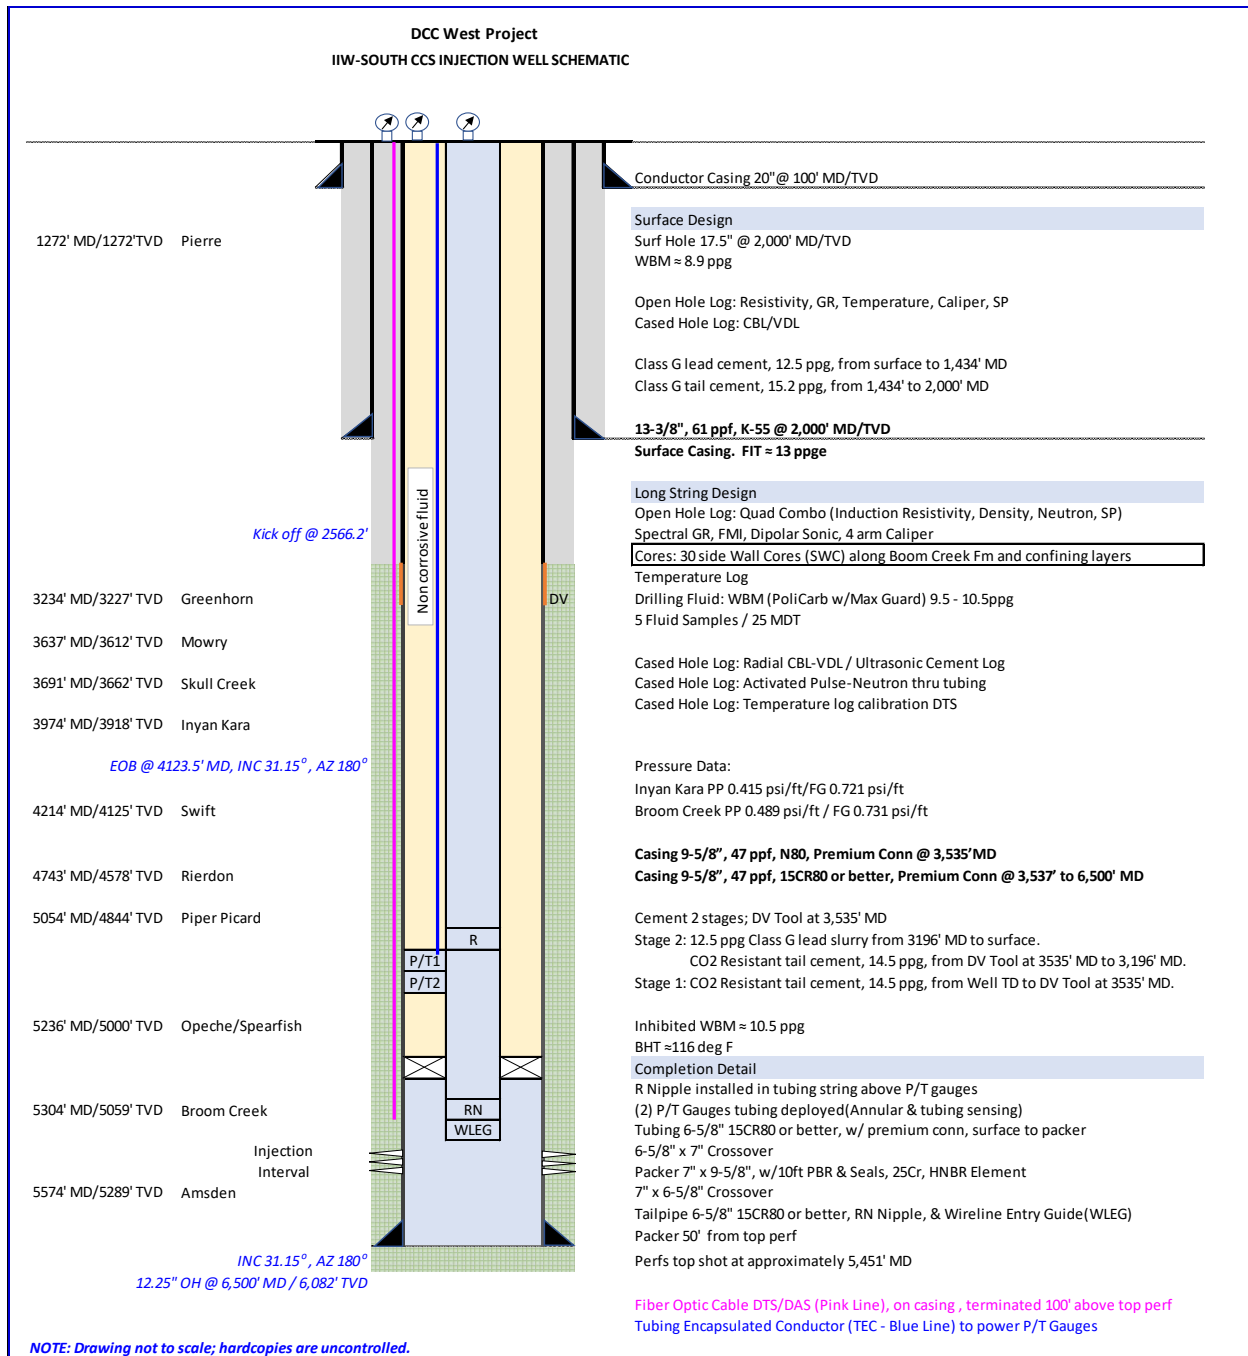 DCC West Project
IIW-SOUTH CCS INJECTION WELL SCHEMATIC
Conductor Casing 20"@ 100' MD/TVD
Surface Design
1272' MD/1272'TVD Pierre
Surf Hole 17.5" @ 2,000' MD/TVD
WBM ≈ 8.9 ppg
Open Hole Log: Resistivity, GR, Temperature, Caliper, SP
Cased Hole Log: CBL/VDL
Class G lead cement, 12.5 ppg, from surface to 1,434' MD
Class G tail cement, 15.2 ppg, from 1,434' to 2,000' MD
13-3/8", 61 ppf, K-55 @ 2,000' MD/TVD
Surface Casing. FIT ≈ 13 ppge
Non corrosive fluid
Long String Design
Open Hole Log: Quad Combo (Induction Resistivity, Density, Neutron, SP)
Kick off @ 2566.2'
Spectral GR, FMI, Dipolar Sonic, 4 arm Caliper
Cores: 30 side Wall Cores (SWC) along Boom Creek Fm and confining layers
Temperature Log
3234' MD/3227' TVD Greenhorn
DV
Drilling Fluid: WBM (PoliCarb w/Max Guard) 9.5 - 10.5ppg
5 Fluid Samples / 25 MDT
3637' MD/3612' TVD Mowry
Cased Hole Log: Radial CBL-VDL / Ultrasonic Cement Log
3691' MD/3662' TVD Skull Creek
Cased Hole Log: Activated Pulse-Neutron thru tubing
Cased Hole Log: Temperature log calibration DTS
3974' MD/3918' TVD Inyan Kara
EOB @ 4123.5' MD, INC 31.15°, AZ 180°
Pressure Data:
Inyan Kara PP 0.415 psi/ft/FG 0.721 psi/ft
4214' MD/4125' TVD Swift
Broom Creek PP 0.489 psi/ft / FG 0.731 psi/ft
Casing 9-5/8", 47 ppf, N80, Premium Conn @ 3,535'MD
4743' MD/4578' TVD Rierdon
Casing 9-5/8", 47 ppf, 15CR80 or better, Premium Conn @ 3,537' to 6,500' MD
5054' MD/4844' TVD Piper Picard
Cement 2 stages; DV Tool at 3,535' MD
R
Stage 2: 12.5 ppg Class G lead slurry from 3196' MD to surface.
P/T1
CO2 Resistant tail cement, 14.5 ppg, from DV Tool at 3535' MD to 3,196' MD.
P/T2
Stage 1: CO2 Resistant tail cement, 14.5 ppg, from Well TD to DV Tool at 3535' MD.
5236' MD/5000' TVD Opeche/Spearfish
Inhibited WBM ≈ 10.5 ppg
BHT ≈116 deg F
Completion Detail
R Nipple installed in tubing string above P/T gauges
5304' MD/5059' TVD Broom Creek
RN
(2) P/T Gauges tubing deployed(Annular & tubing sensing)
WLEG
Tubing 6-5/8" 15CR80 or better, w/ premium conn, surface to packer
Injection
Interval
6-5/8" x 7" Crossover
Packer 7" x 9-5/8", w/10ft PBR & Seals, 25Cr, HNBR Element
5574' MD/5289' TVD Amsden
7" x 6-5/8" Crossover
Tailpipe 6-5/8" 15CR80 or better, RN Nipple, & Wireline Entry Guide(WLEG)
Packer 50' from top perf
INC 31.15°, AZ 180°
Perfs top shot at approximately 5,451' MD
12.25" OH @ 6,500' MD / 6,082' TVD
Fiber Optic Cable DTS/DAS (Pink Line), on casing , terminated 100' above top perf
Tubing Encapsulated Conductor (TEC - Blue Line) to power P/T Gauges
NOTE: Drawing not to scale; hardcopies are uncontrolled.